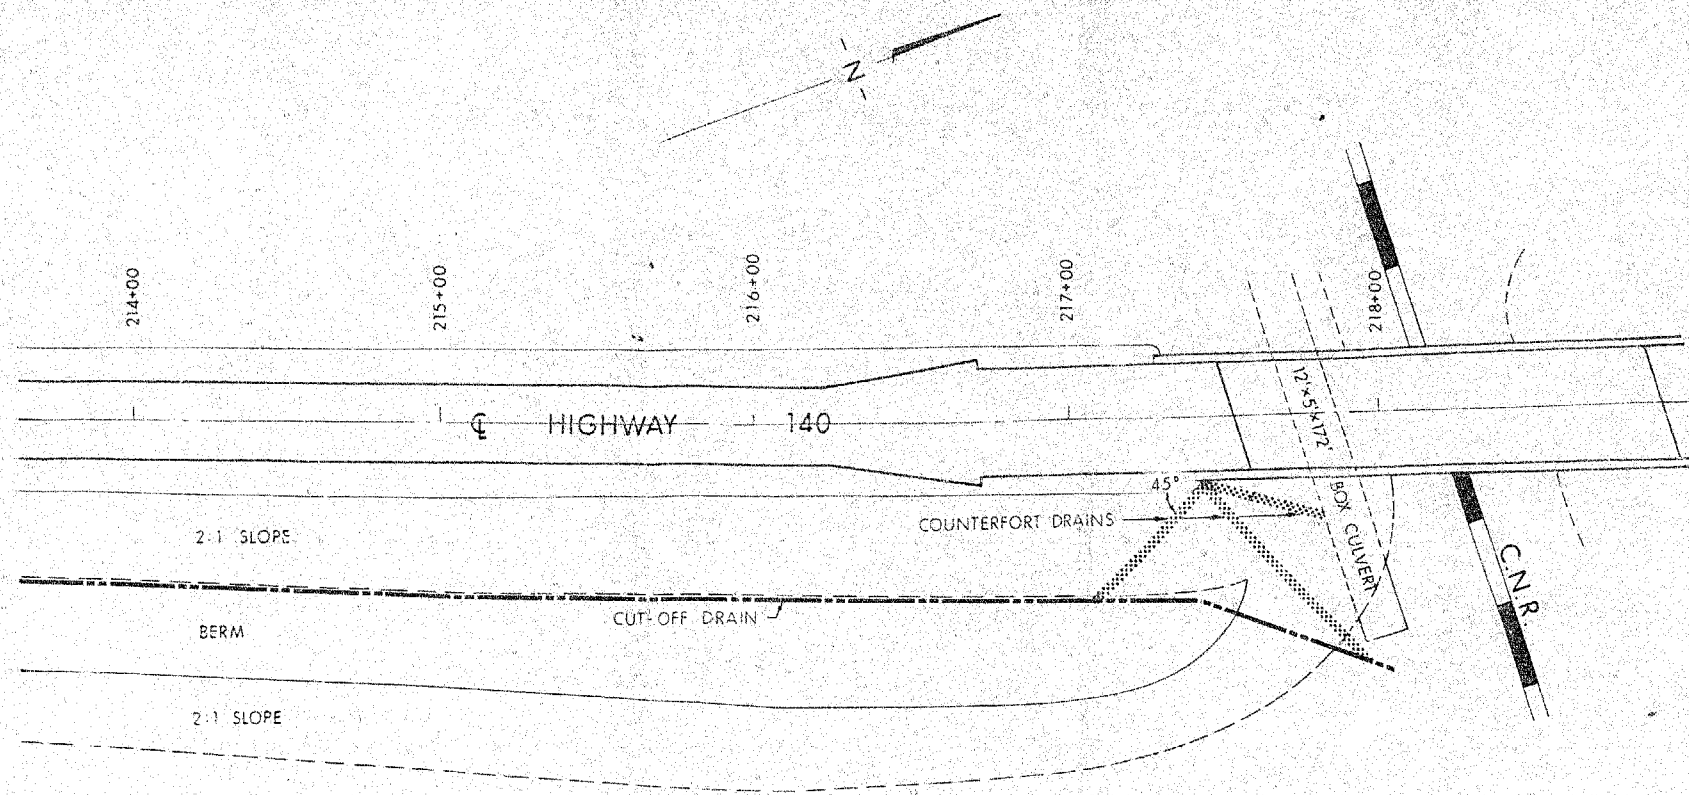 N
214+00
215+00
216+00
217+00
218+00
℄ HIGHWAY 140
12'x5'x172'
BOX CULVERT
45°
COUNTERFORT DRAINS
2:1 SLOPE
CUT-OFF DRAIN
BERM
2:1 SLOPE
C.N.R.